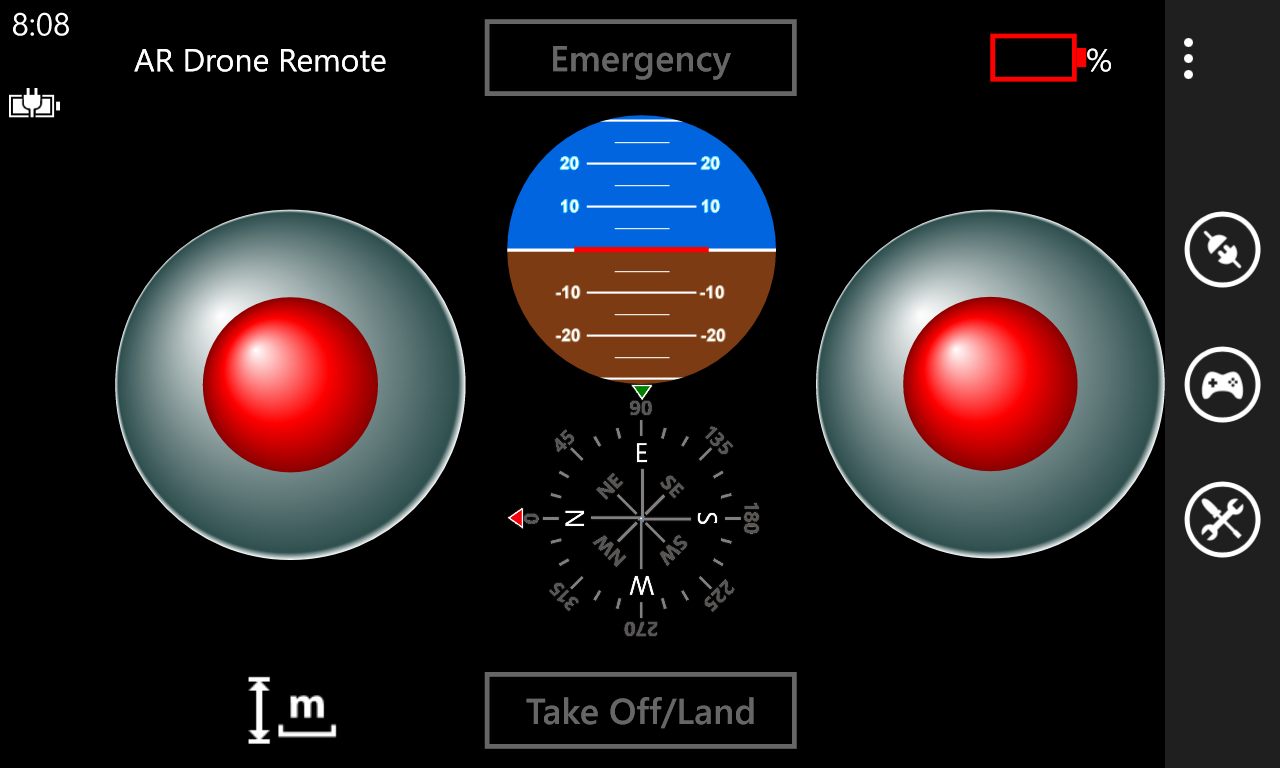 8:08
AR Drone Remote
Emergency
%
20 20
10 10
-10 -10
-20 -20
90
45 135
E
NE SE
0 N S 180
NW SW
W
315 225
270
m
Take Off/Land